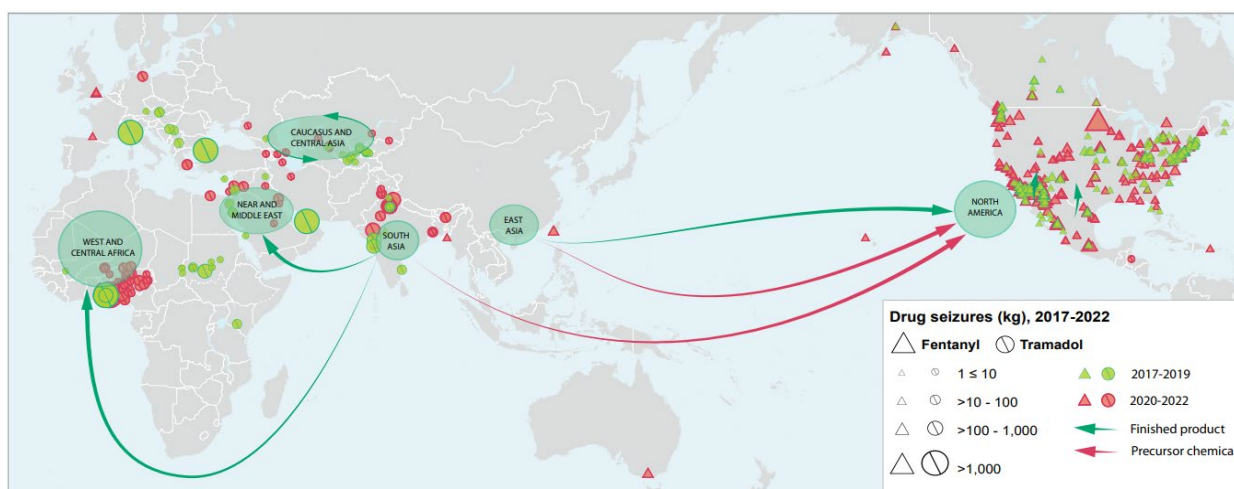 CAUCASUS AND
CENTRAL ASIA
NEAR AND
MIDDLE EAST
WEST AND
CENTRAL AFRICA
SOUTH
ASIA
EAST
ASIA
NORTH
AMERICA
Drug seizures (kg), 2017-2022
Fentanyl Tramadol
1 ≤ 10
>10 - 100
>100 - 1,000
>1,000
2017-2019
2020-2022
Finished product
Precursor chemical